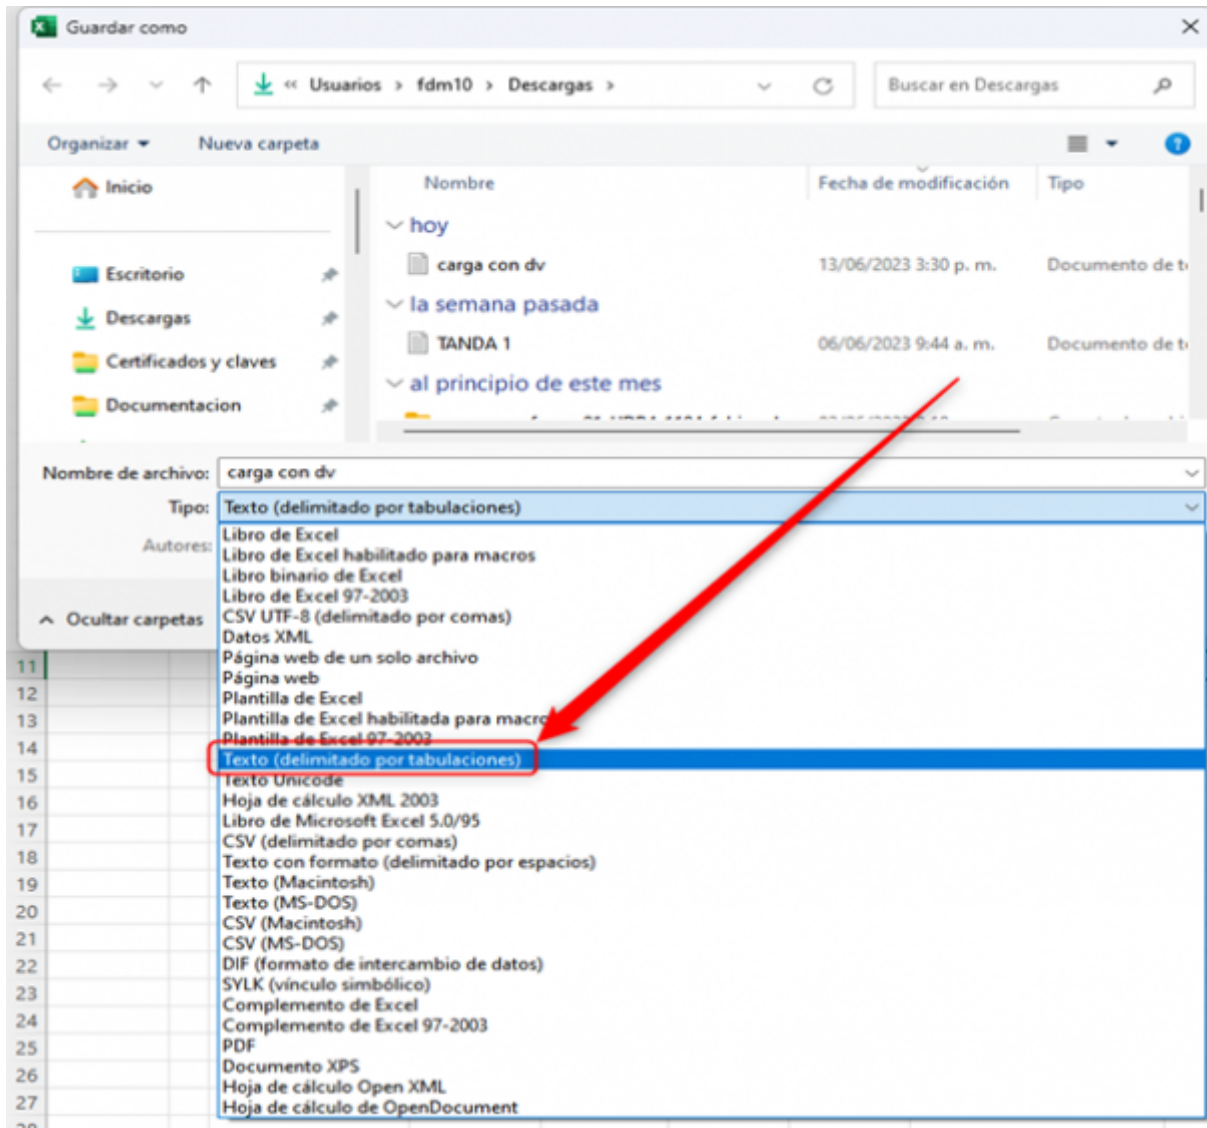 Guardar como
« Usuarios > fdm10 > Descargas >
Buscar en Descargas
Organizar
Nueva carpeta
?
Inicio
Escritorio
Descargas
Certificados y claves
Documentacion
Nombre
Fecha de modificación
Tipo
hoy
carga con dv
13/06/2023 3:30 p. m.
Documento de
la semana pasada
TANDA 1
06/06/2023 9:44 a. m.
Documento de
al principio de este mes
Nombre de archivo: carga con dv
Tipo: Texto (delimitado por tabulaciones)
Autores:
Ocultar carpetas
Libro de Excel
Libro de Excel habilitado para macros
Libro binario de Excel
Libro de Excel 97-2003
CSV UTF-8 (delimitado por comas)
Datos XML
Página web de un solo archivo
Página web
Plantilla de Excel
Plantilla de Excel habilitada para macro
Plantilla de Excel 97-2003
Texto (delimitado por tabulaciones)
Texto Unicode
Hoja de cálculo XML 2003
Libro de Microsoft Excel 5.0/95
CSV (delimitado por comas)
Texto con formato (delimitado por espacios)
Texto (Macintosh)
Texto (MS-DOS)
CSV (Macintosh)
CSV (MS-DOS)
DIF (formato de intercambio de datos)
SYLK (vínculo simbólico)
Complemento de Excel
Complemento de Excel 97-2003
PDF
Documento XPS
Hoja de cálculo Open XML
Hoja de cálculo de OpenDocument
11
12
13
14
15
16
17
18
19
20
21
22
23
24
25
26
27